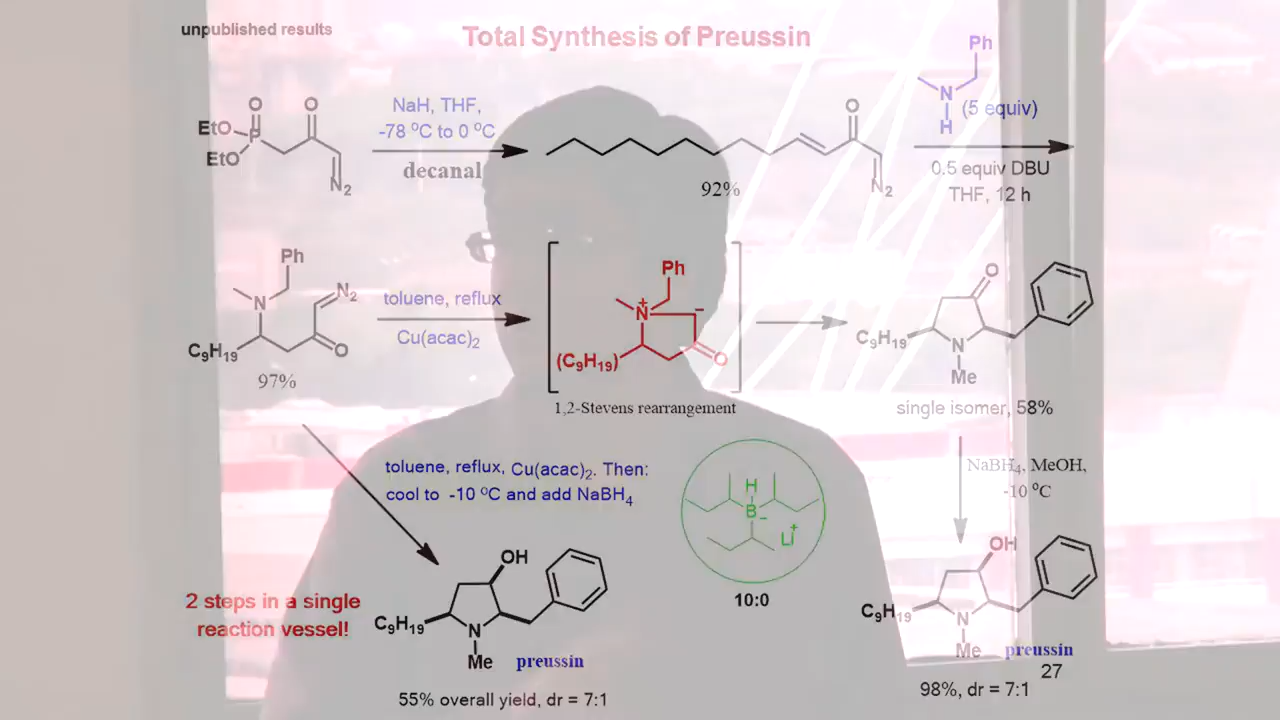 unpublished results
Total Synthesis of Preussin
EtO
EtO
P
O
O
N2
NaH, THF,
-78 ºC to 0 ºC
decanal
O
N2
92%
Ph
N
H
(5 equiv)
0.5 equiv DBU
THF, 12 h
Ph
N
N2
O
C9H19
97%
toluene, reflux
Cu(acac)2
Ph
N+
−
O
(C9H19)
1,2-Stevens rearrangement
O
C9H19
N
Me
single isomer, 58%
toluene, reflux, Cu(acac)2. Then:
cool to -10 ºC and add NaBH4
H
B−
Li+
10:0
NaBH4, MeOH,
-10 ºC
2 steps in a single
reaction vessel!
OH
C9H19
N
Me
preussin
55% overall yield, dr = 7:1
OH
C9H19
N
Me
preussin
27
98%, dr = 7:1